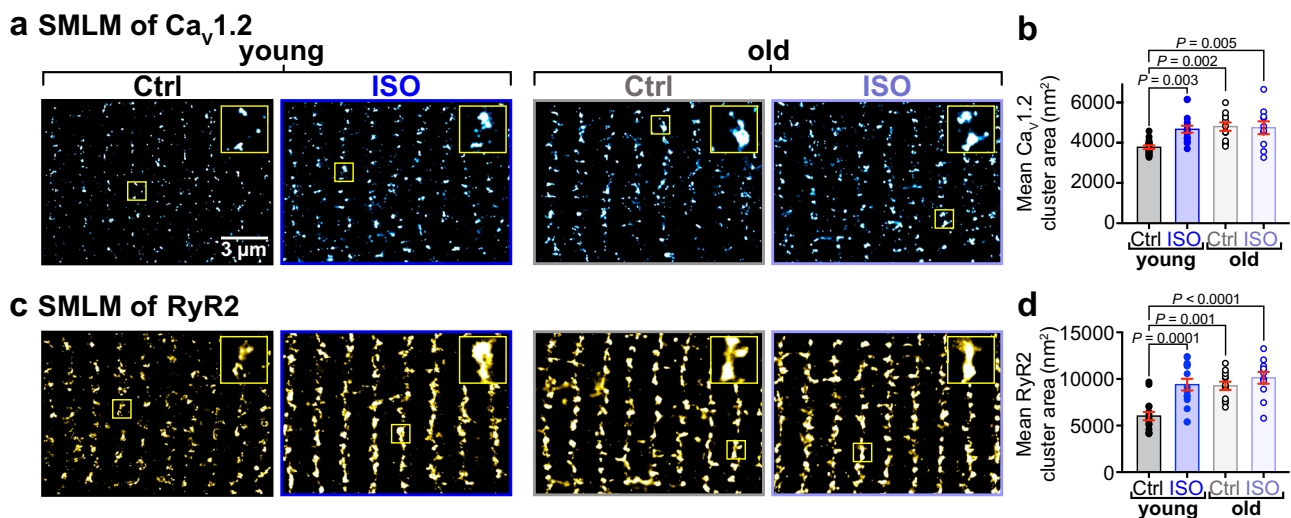 a SMLM of CaV1.2
young
old
Ctrl
ISO
Ctrl
ISO
3 µm
b
Mean CaV1.2
cluster area (nm²)
6000
4000
2000
0
P = 0.005
P = 0.002
P = 0.003
Ctrl ISO Ctrl ISO
young old
c SMLM of RyR2
d
Mean RyR2
cluster area (nm²)
15000
10000
5000
0
P < 0.0001
P = 0.001
P = 0.0001
Ctrl ISO Ctrl ISO
young old